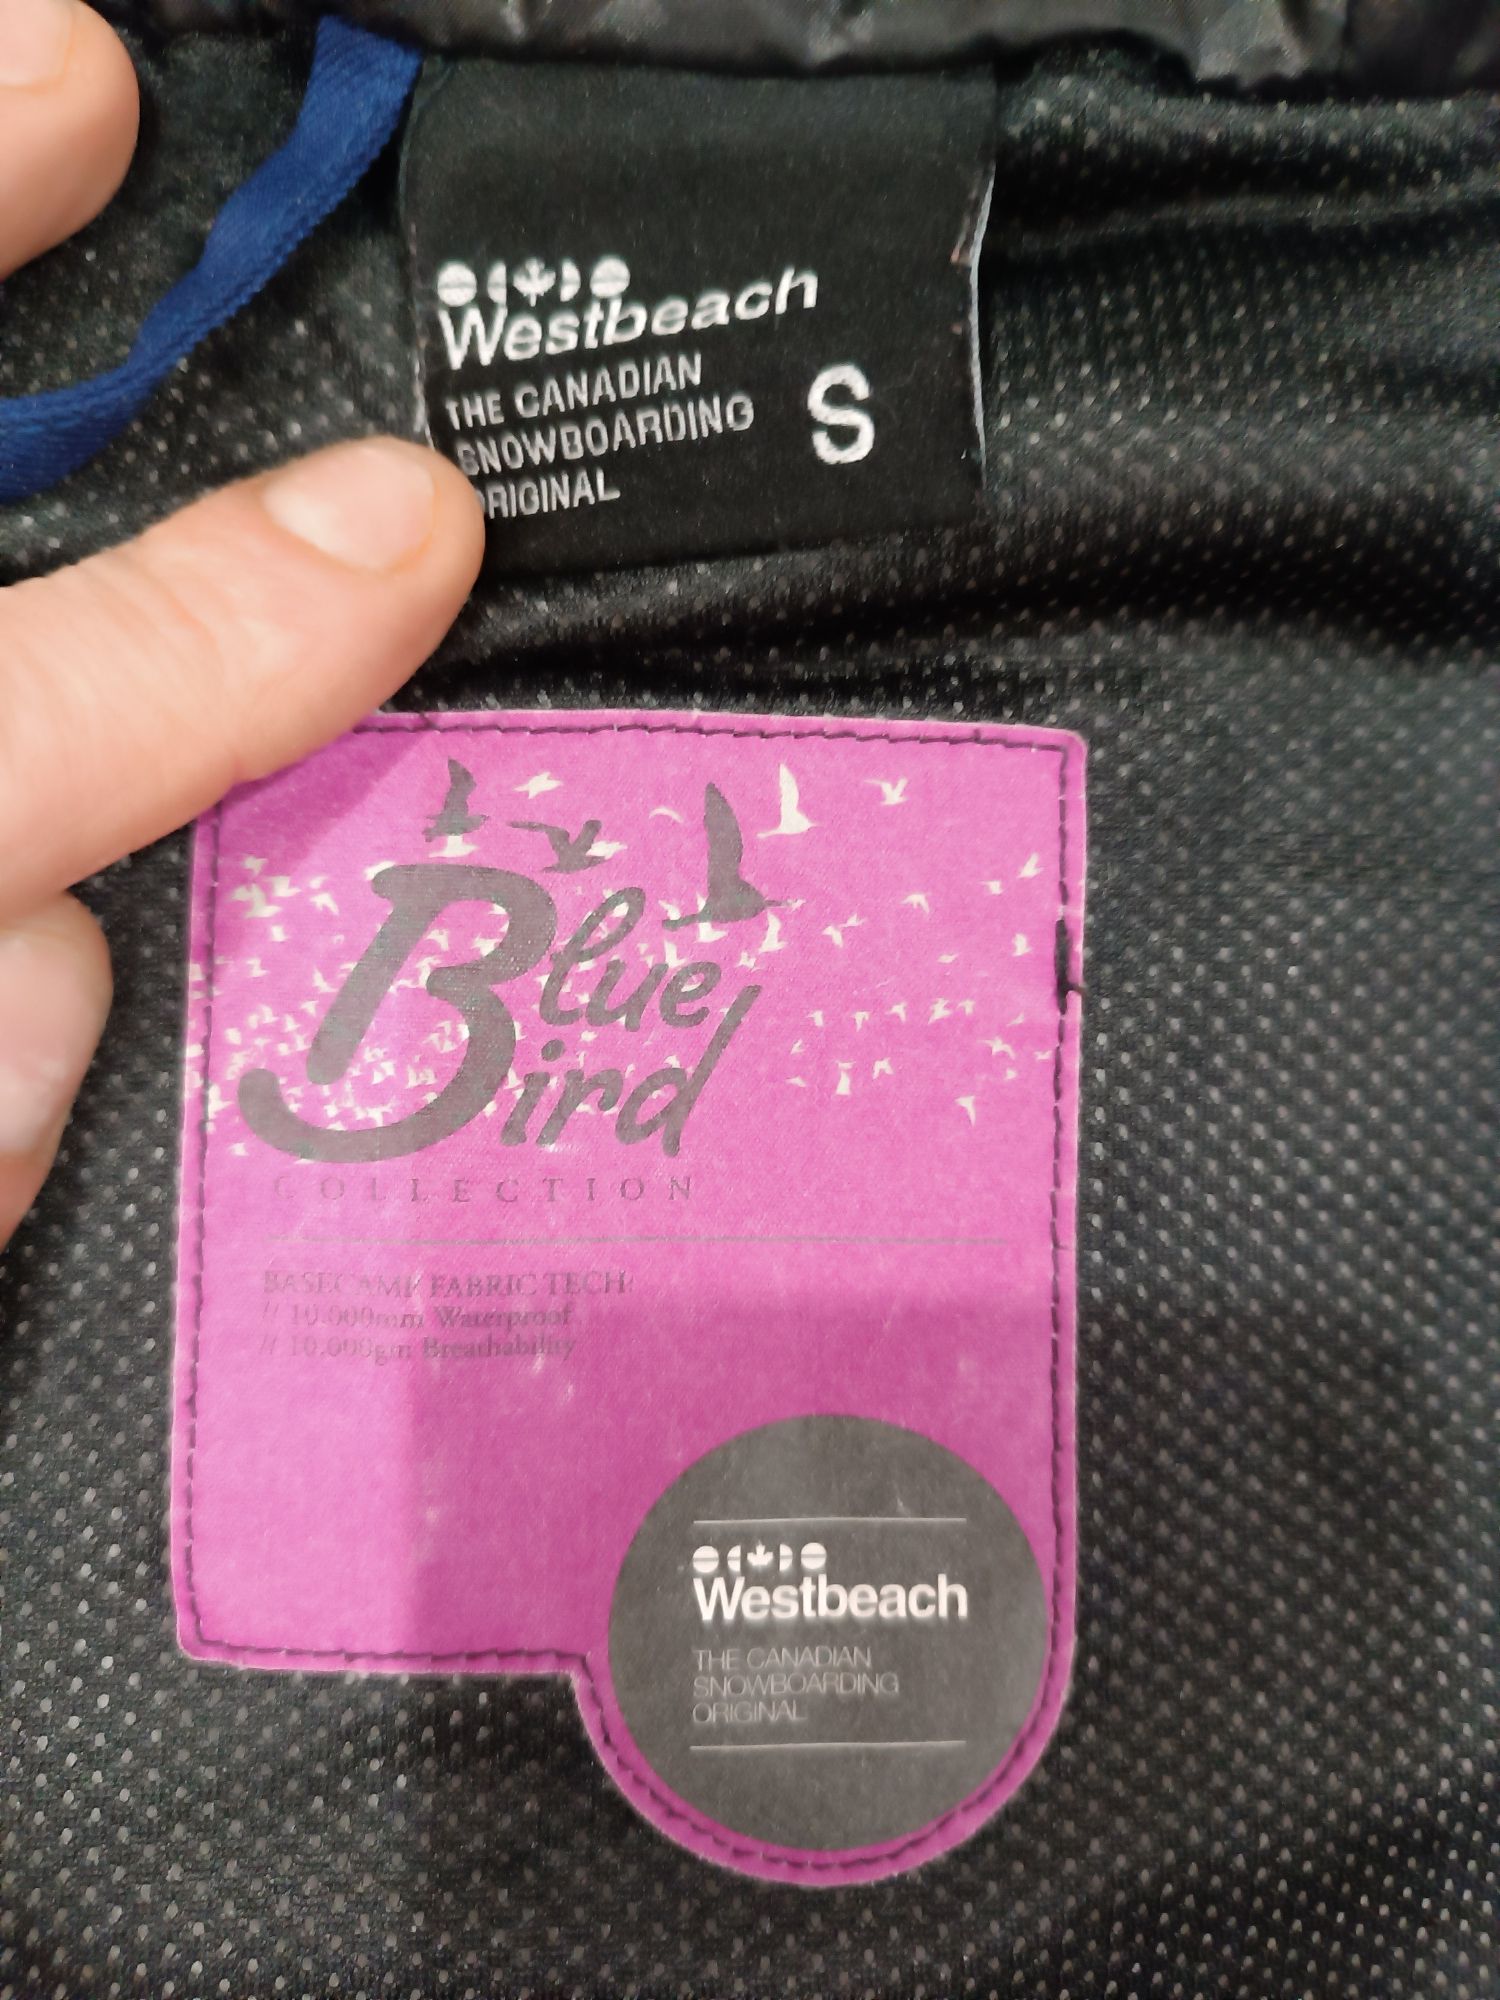 Westbeach
THE CANADIAN
SNOWBOARDING
ORIGINAL
S
Blue
Bird
COLLECTION
BASECAMP FABRIC TECH:
// 10.000mm Waterproof
// 10.000gm Breathability
Westbeach
THE CANADIAN
SNOWBOARDING
ORIGINAL